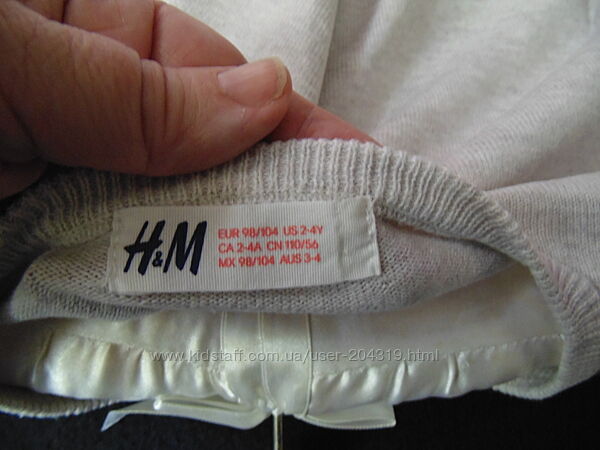 H&M
EUR 98/104 US 2-4Y
CA 2-4A CN 110/56
MX 98/104 AUS 3-4
www.kidstaff.com.ua/user-204319.html